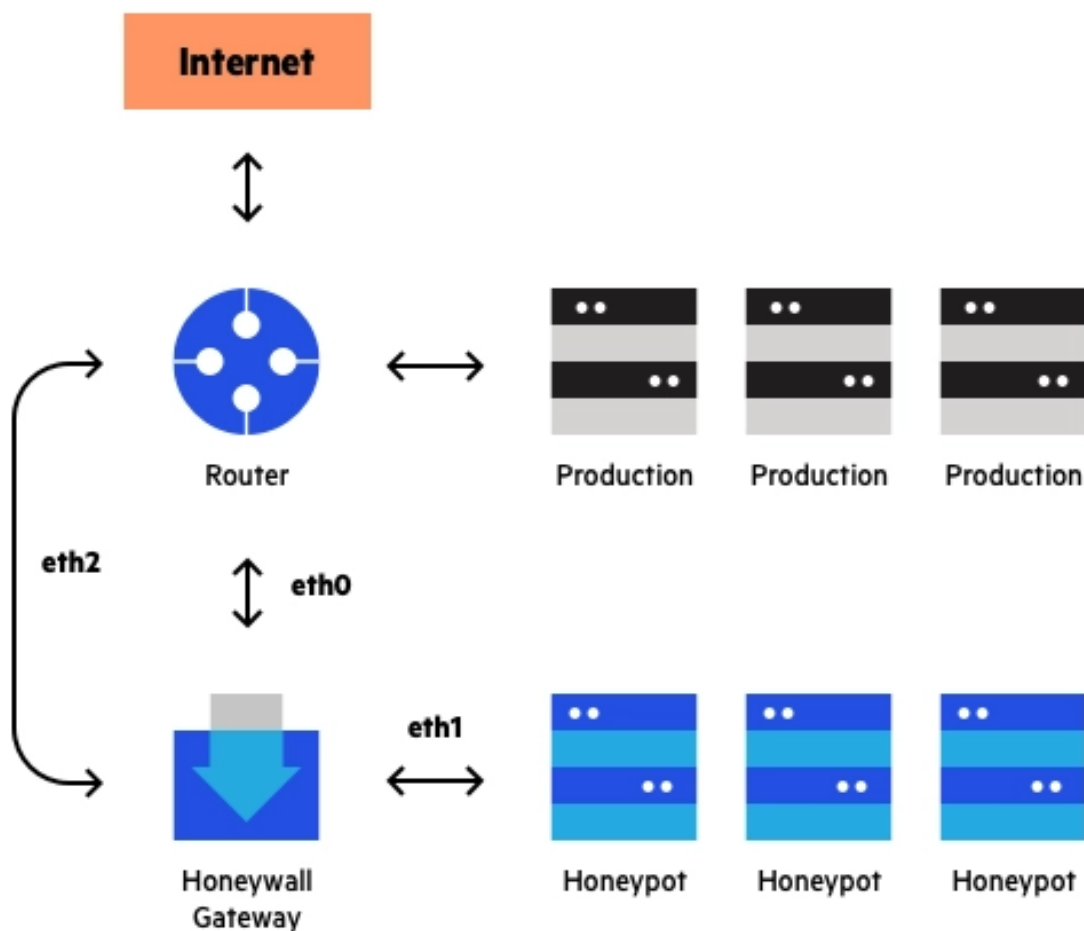 Internet
Router
Production
Production
Production
eth2
eth0
eth1
Honeywall
Gateway
Honeypot
Honeypot
Honeypot